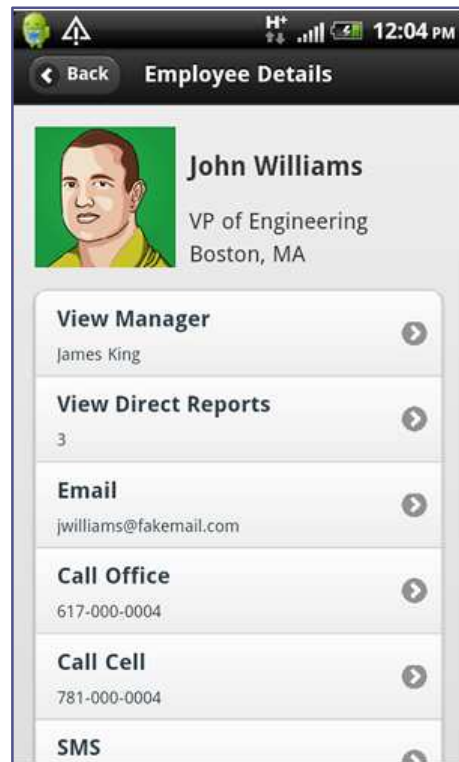 H+
12:04 PM
Back
Employee Details
John Williams
VP of Engineering
Boston, MA
View Manager
James King
View Direct Reports
3
Email
jwilliams@fakemail.com
Call Office
617-000-0004
Call Cell
781-000-0004
SMS